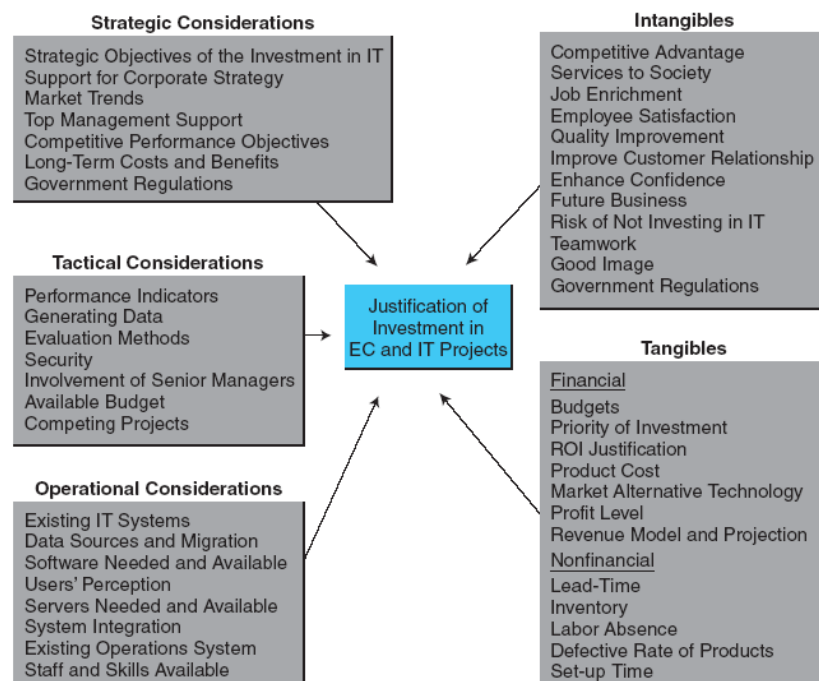 Strategic Considerations
Strategic Objectives of the Investment in IT
Support for Corporate Strategy
Market Trends
Top Management Support
Competitive Performance Objectives
Long-Term Costs and Benefits
Government Regulations
Tactical Considerations
Performance Indicators
Generating Data
Evaluation Methods
Security
Involvement of Senior Managers
Available Budget
Competing Projects
Operational Considerations
Existing IT Systems
Data Sources and Migration
Software Needed and Available
Users' Perception
Servers Needed and Available
System Integration
Existing Operations System
Staff and Skills Available
Justification of
Investment in
EC and IT Projects
Intangibles
Competitive Advantage
Services to Society
Job Enrichment
Employee Satisfaction
Quality Improvement
Improve Customer Relationship
Enhance Confidence
Future Business
Risk of Not Investing in IT
Teamwork
Good Image
Government Regulations
Tangibles
Financial
Budgets
Priority of Investment
ROI Justification
Product Cost
Market Alternative Technology
Profit Level
Revenue Model and Projection
Nonfinancial
Lead-Time
Inventory
Labor Absence
Defective Rate of Products
Set-up Time